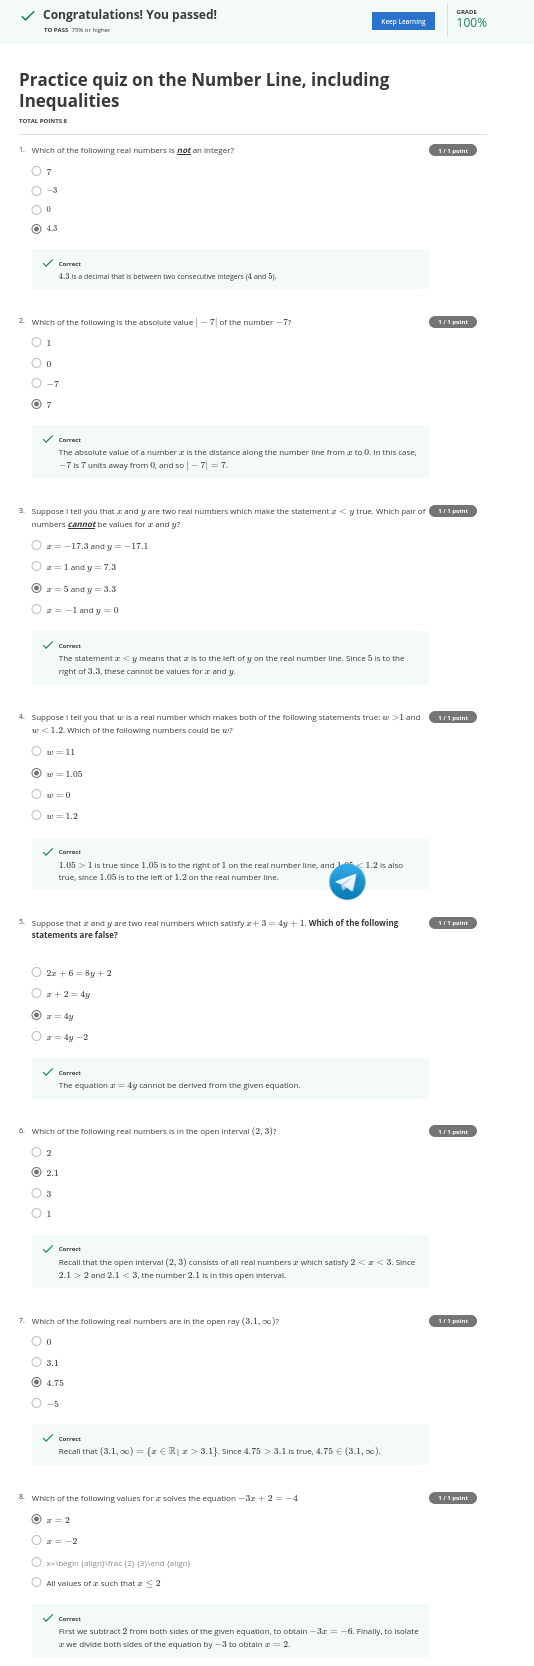 Congratulations! You passed!
TO PASS 75% or higher
Keep Learning
GRADE
100%
Practice quiz on the Number Line, including
Inequalities
TOTAL POINTS 8
1. Which of the following real numbers is not an integer?
1 / 1 point
7
−3
0
4.3
Correct
4.3 is a decimal that is between two consecutive integers (4 and 5).
2. Which of the following is the absolute value | − 7| of the number −7?
1 / 1 point
1
0
−7
7
Correct
The absolute value of a number x is the distance along the number line from x to 0. In this case,
−7 is 7 units away from 0, and so | − 7| = 7.
3. Suppose I tell you that x and y are two real numbers which make the statement x < y true. Which pair of
1 / 1 point
numbers cannot be values for x and y?
x = −17.3 and y = −17.1
x = 1 and y = 7.3
x = 5 and y = 3.3
x = −1 and y = 0
Correct
The statement x < y means that x is to the left of y on the real number line. Since 5 is to the
right of 3.3, these cannot be values for x and y.
4. Suppose I tell you that w is a real number which makes both of the following statements true: w >1 and
1 / 1 point
w < 1.2. Which of the following numbers could be w?
w = 11
w = 1.05
w = 0
w = 1.2
Correct
1.05 > 1 is true since 1.05 is to the right of 1 on the real number line, and 1.05 < 1.2 is also
true, since 1.05 is to the left of 1.2 on the real number line.
5. Suppose that x and y are two real numbers which satisfy x+ 3 = 4y + 1. Which of the following
1 / 1 point
statements are false?
2x + 6 = 8y + 2
x + 2 = 4y
x = 4y
x = 4y −2
Correct
The equation x = 4y cannot be derived from the given equation.
6. Which of the following real numbers is in the open interval (2, 3)?
1 / 1 point
2
2.1
3
1
Correct
Recall that the open interval (2, 3) consists of all real numbers x which satisfy 2 < x < 3. Since
2.1 > 2 and 2.1 < 3, the number 2.1 is in this open interval.
7. Which of the following real numbers are in the open ray (3.1, ∞)?
1 / 1 point
0
3.1
4.75
−5
Correct
Recall that (3.1, ∞) = {x ∈ ℝ| x > 3.1}. Since 4.75 > 3.1 is true, 4.75 ∈ (3.1, ∞).
8. Which of the following values for x solves the equation −3x + 2 = −4
1 / 1 point
x = 2
x = −2
x=\begin {align}\frac {2} {3}\end {align}
All values of x such that x ≤ 2
Correct
First we subtract 2 from both sides of the given equation, to obtain −3x = −6. Finally, to isolate
x we divide both sides of the equation by −3 to obtain x = 2.